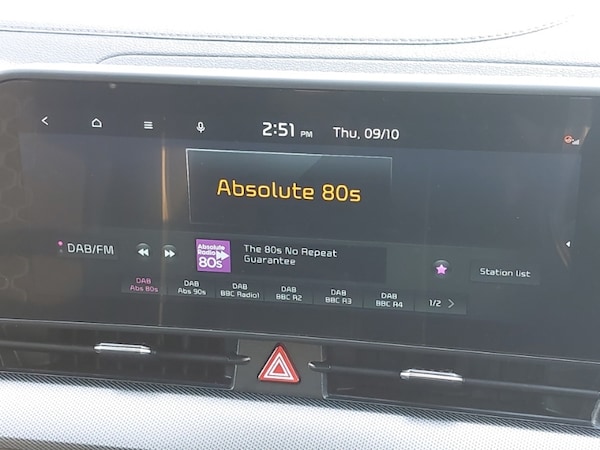 2:51 PM Thu, 09/10
Absolute 80s
DAB/FM
Absolute
Radio
80s
The 80s No Repeat
Guarantee
Station list
DAB
Abs 80s
DAB
Abs 90s
DAB
BBC Radio1
DAB
BBC R2
DAB
BBC R3
DAB
BBC R4
1/2